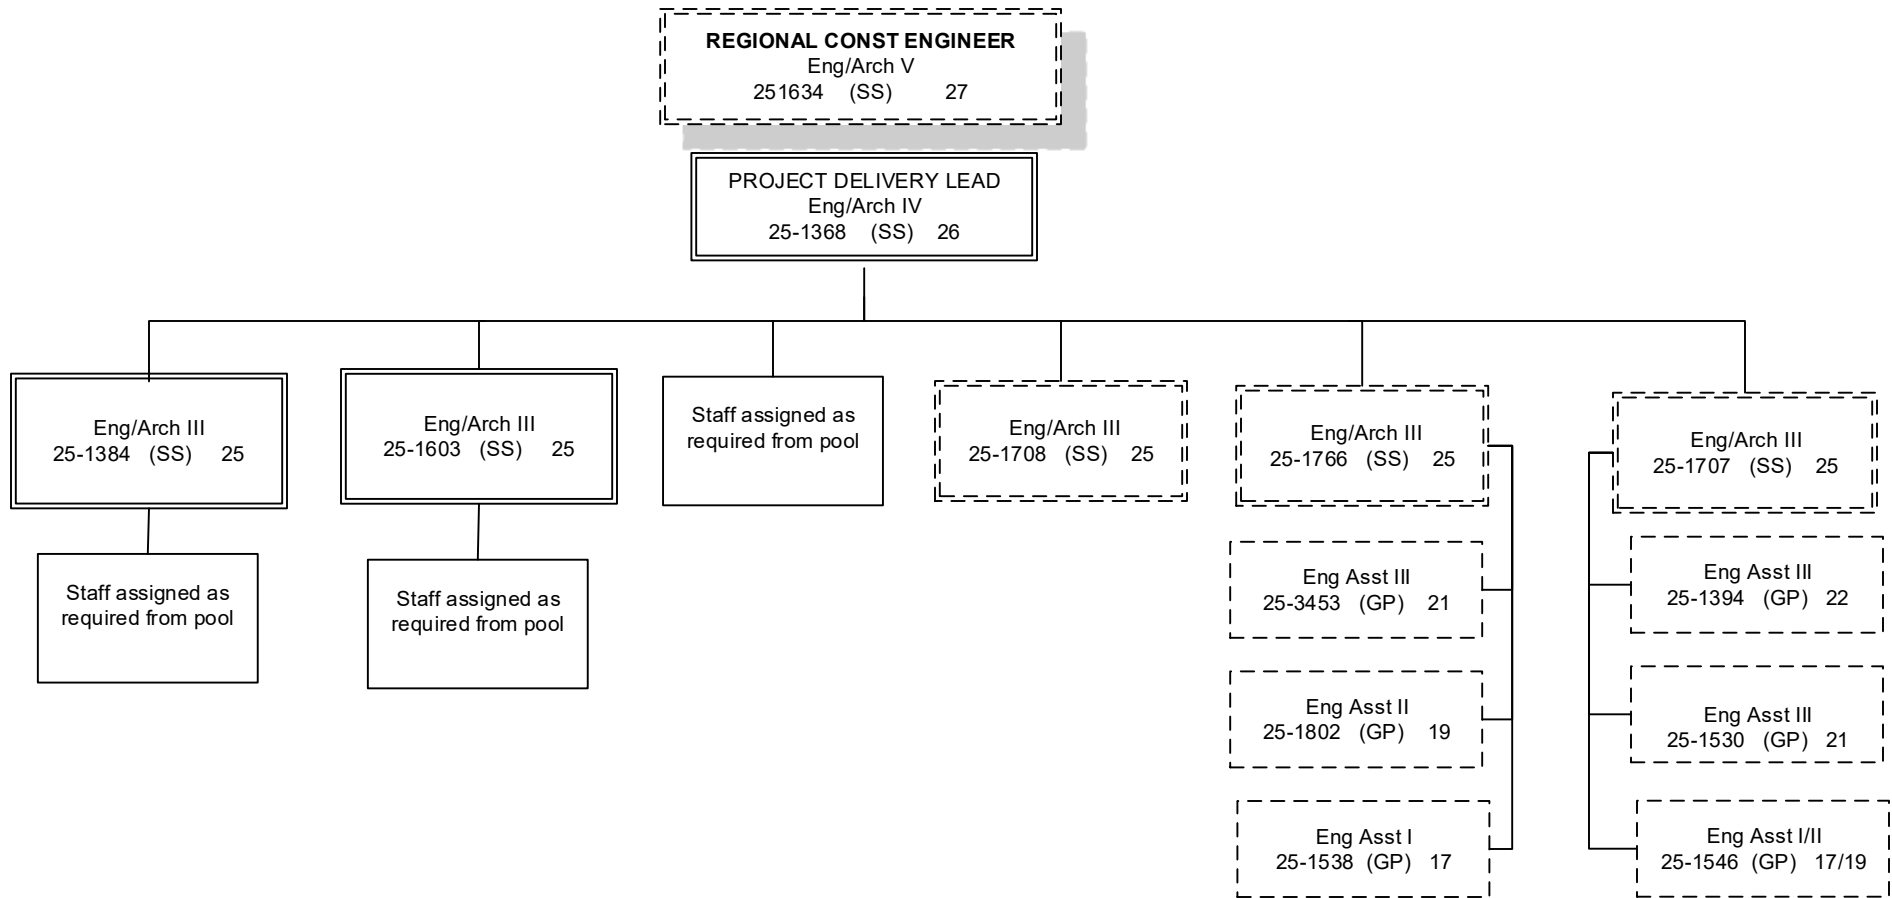 REGIONAL CONST ENGINEER
Eng/Arch V
251634 (SS) 27
PROJECT DELIVERY LEAD
Eng/Arch IV
25-1368 (SS) 26
Eng/Arch III
25-1384 (SS) 25
Eng/Arch III
25-1603 (SS) 25
Staff assigned as
required from pool
Eng/Arch III
25-1708 (SS) 25
Eng/Arch III
25-1766 (SS) 25
Eng/Arch III
25-1707 (SS) 25
Staff assigned as
required from pool
Staff assigned as
required from pool
Eng Asst III
25-3453 (GP) 21
Eng Asst II
25-1802 (GP) 19
Eng Asst I
25-1538 (GP) 17
Eng Asst III
25-1394 (GP) 22
Eng Asst III
25-1530 (GP) 21
Eng Asst I/II
25-1546 (GP) 17/19